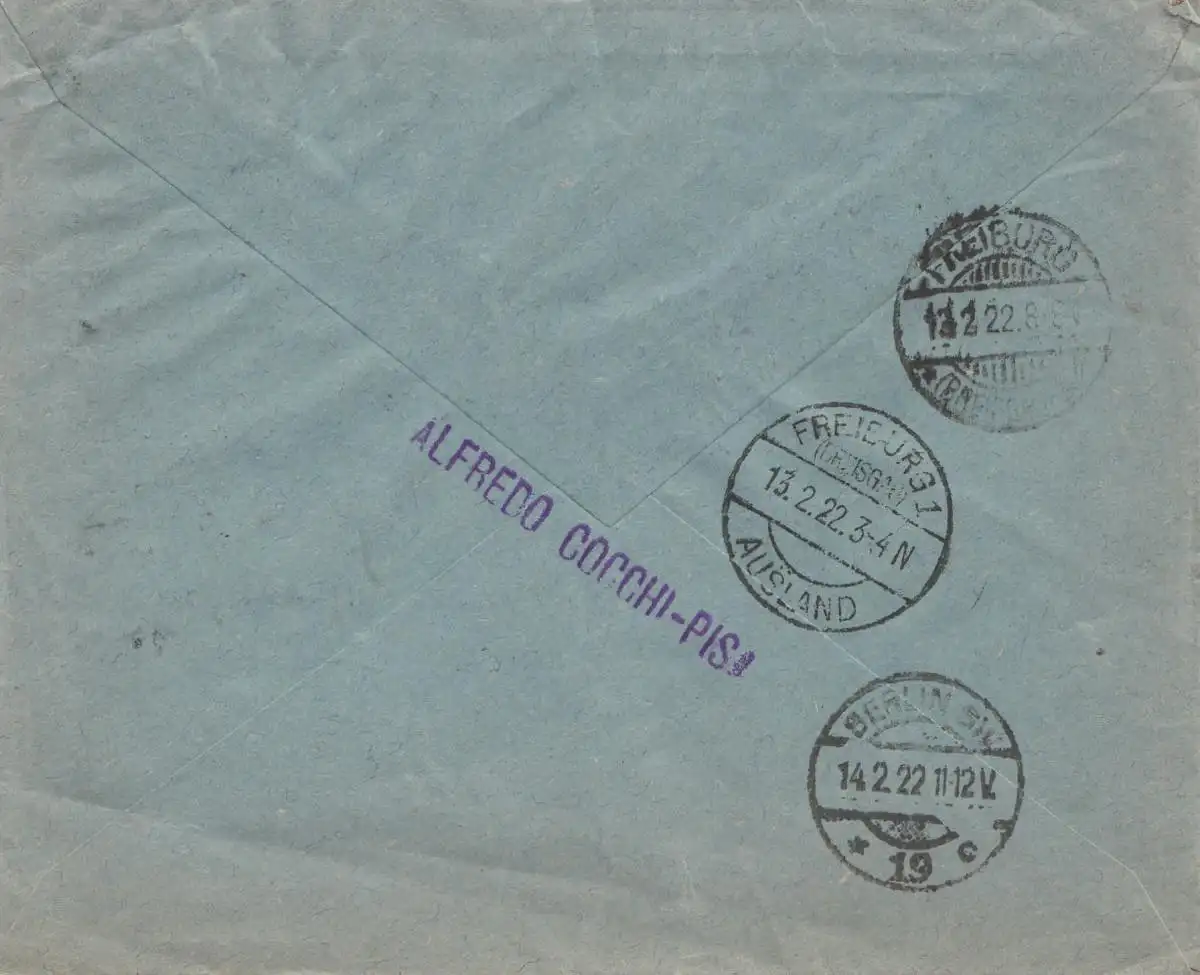 FREIBURG
13.2.22.8
ALFREDO COCCHI-PISA
FREIBURG 1
(BREISGAU)
13.2.22.3-4 N
AUSLAND
BERLIN SW
14.2.22 11-12 V.
* 19 c